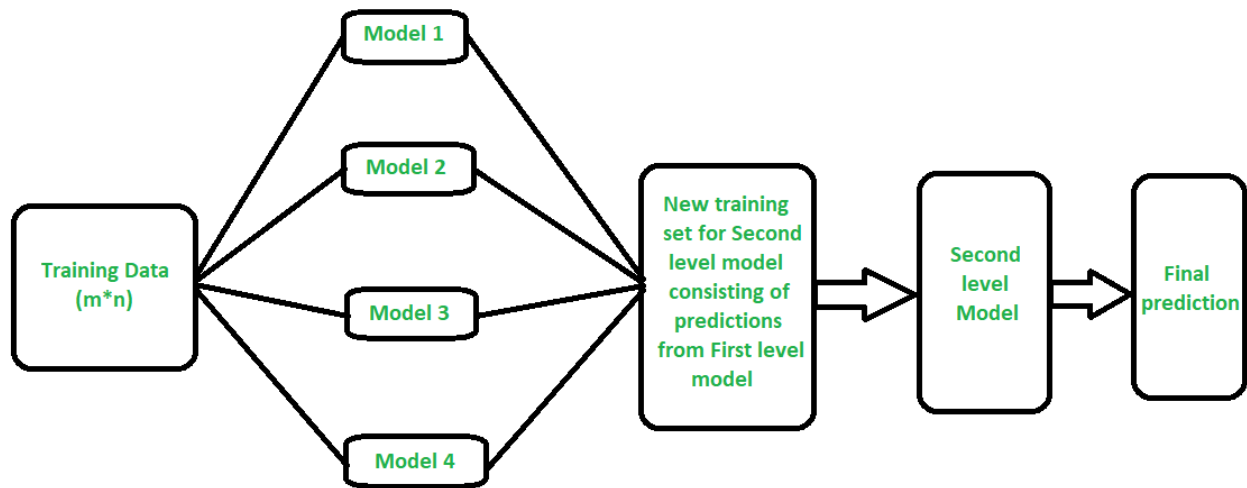 Model 1
Model 2
Training Data
(m*n)
Model 3
Model 4
New training
set for Second
level model
consisting of
predictions
from First level
model
Second
level
Model
Final
prediction